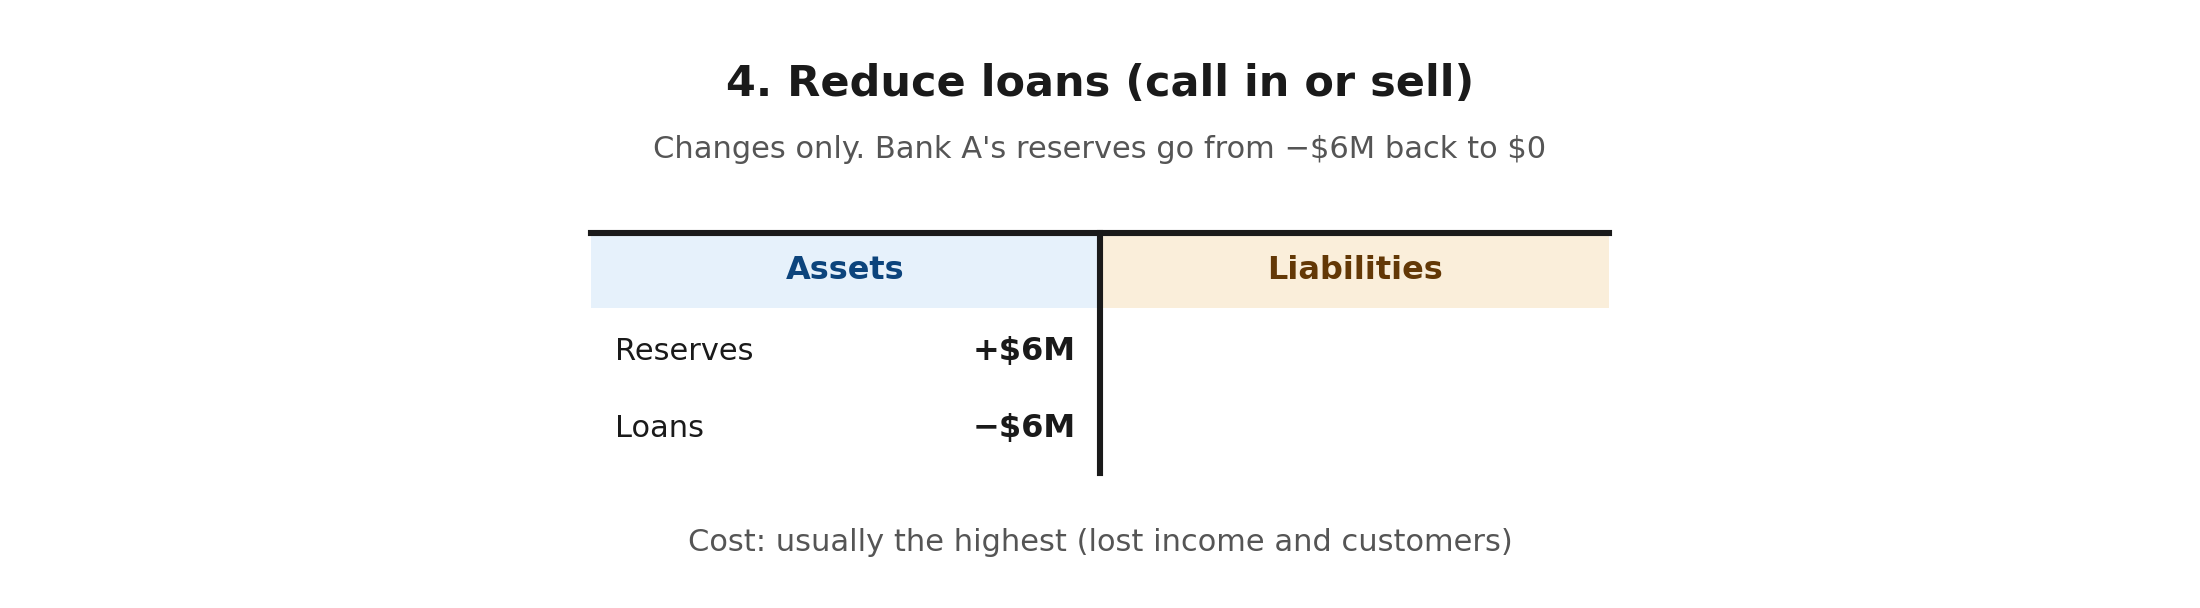 4. Reduce loans (call in or sell)
Changes only. Bank A's reserves go from −$6M back to $0
Assets Liabilities
Reserves +$6M
Loans −$6M
Cost: usually the highest (lost income and customers)